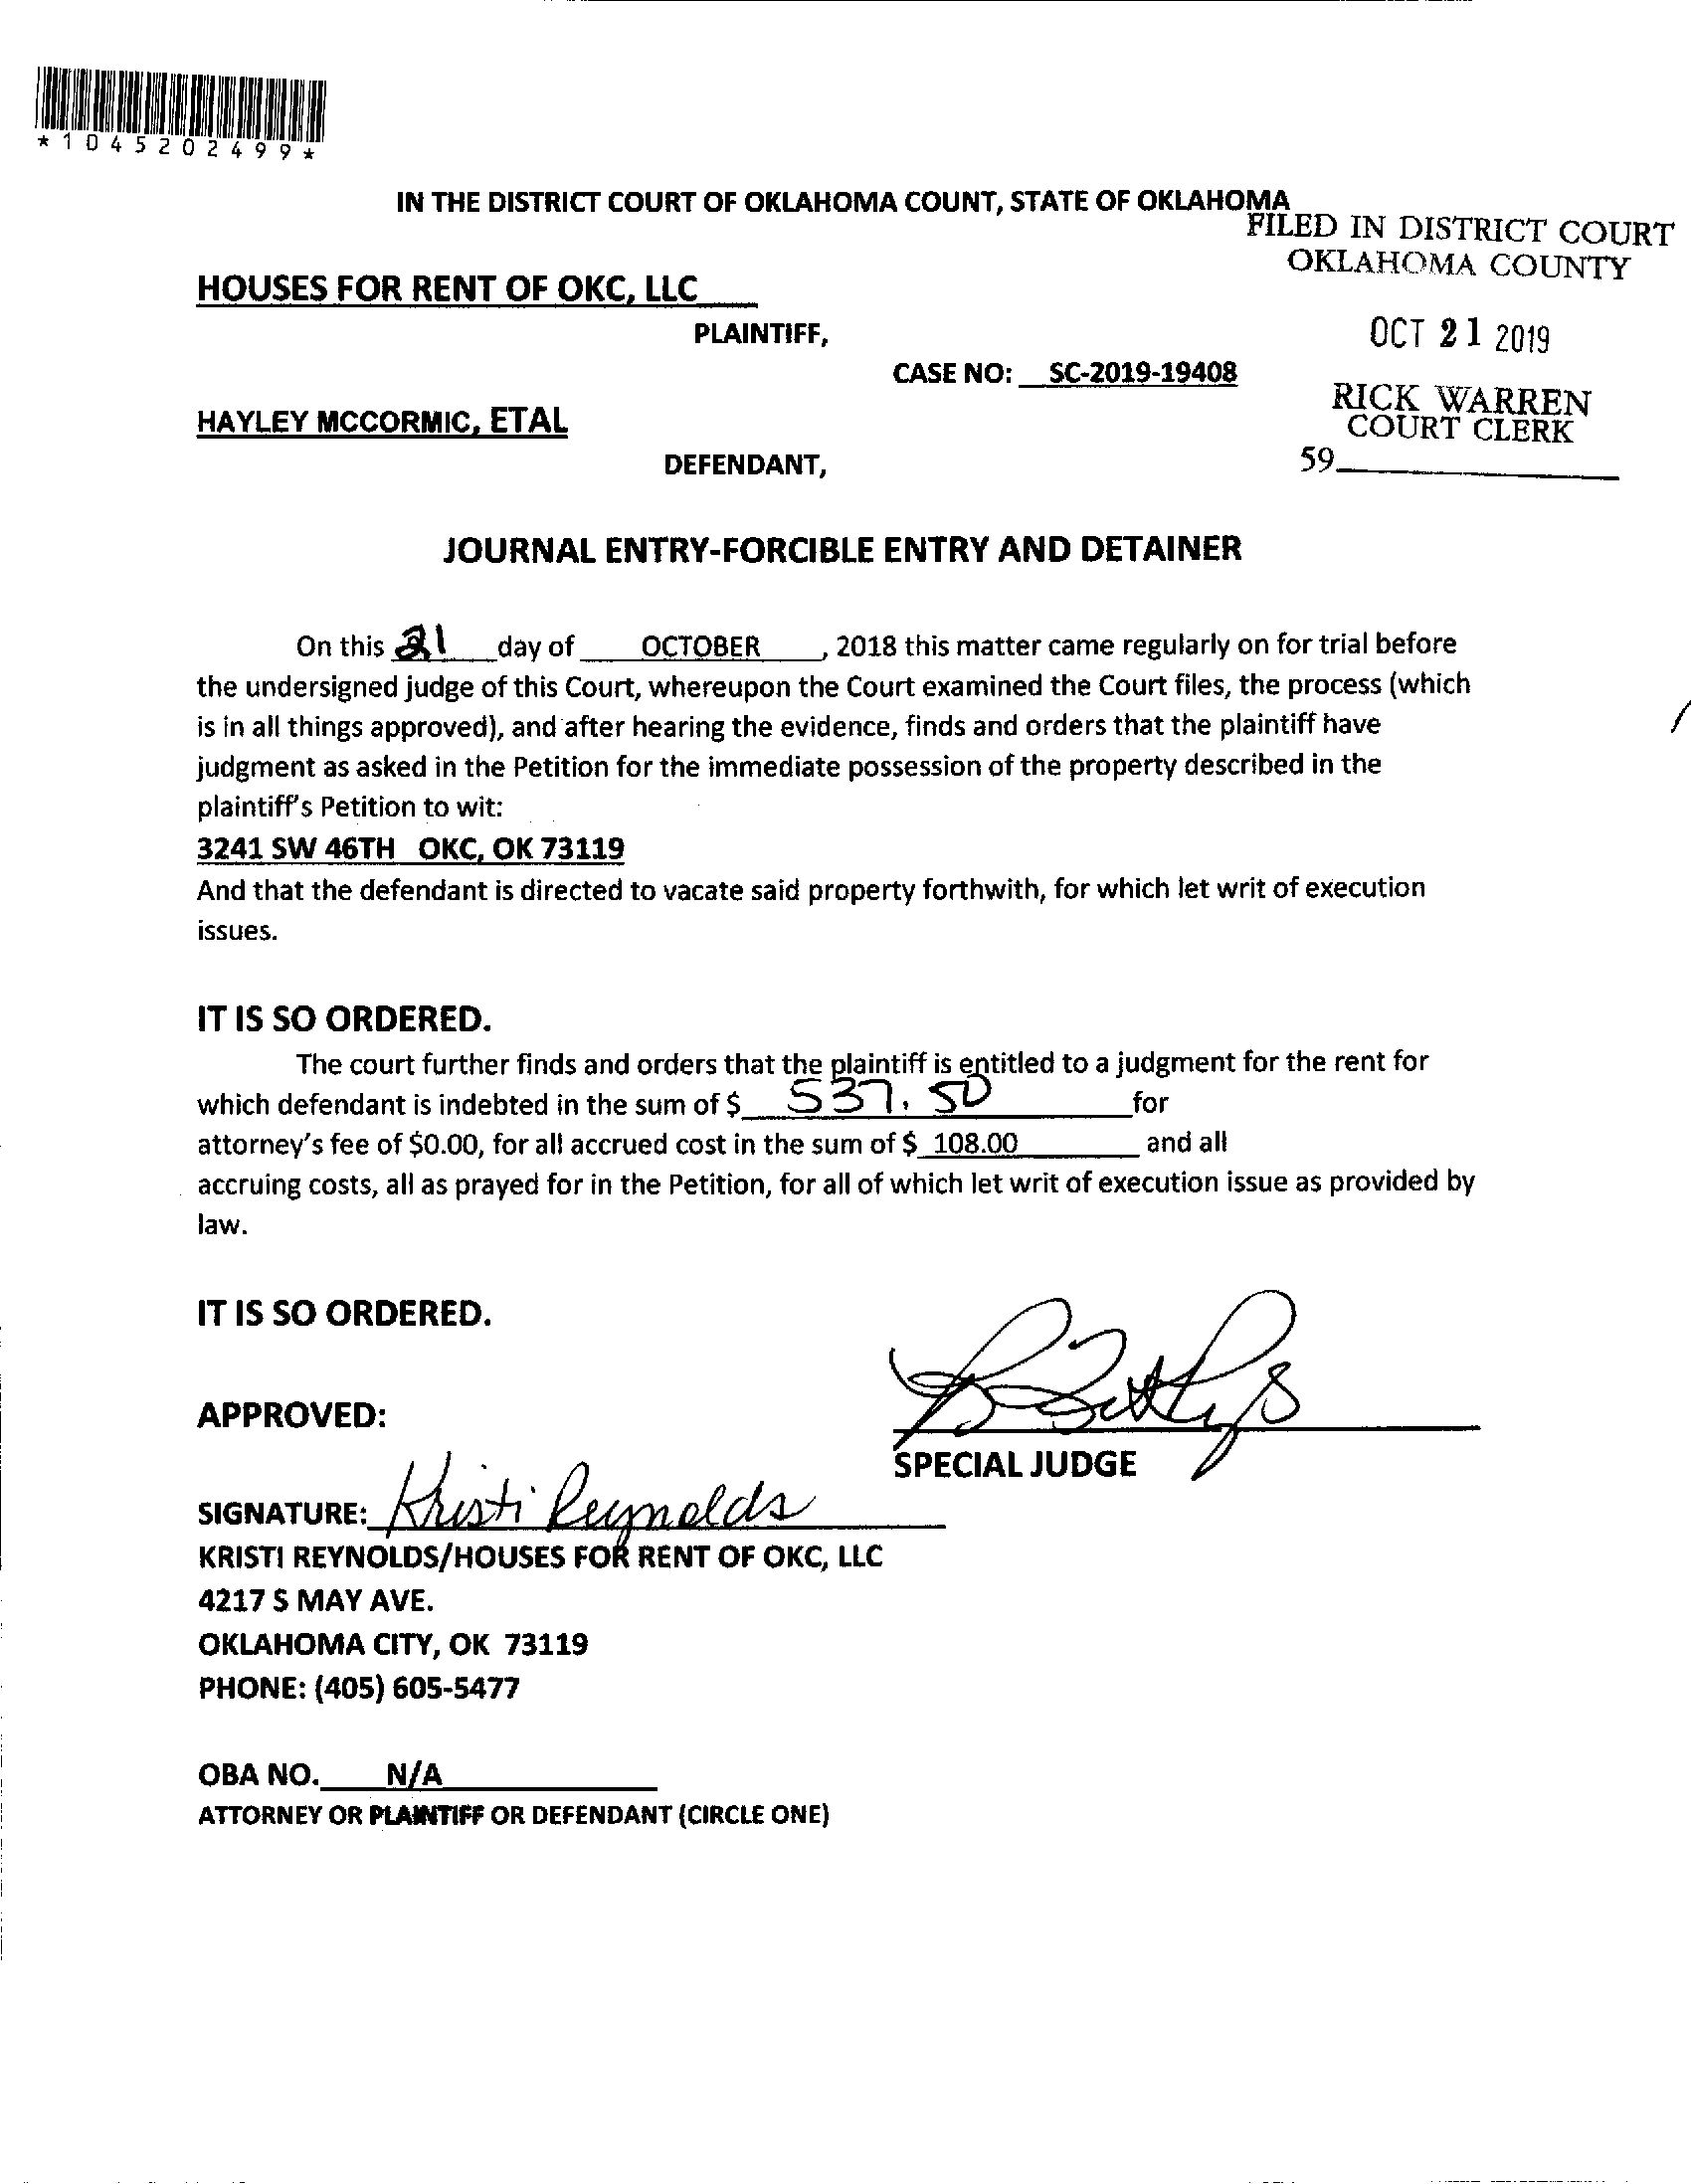 *1045202499*
IN THE DISTRICT COURT OF OKLAHOMA COUNT, STATE OF OKLAHOMA
FILED IN DISTRICT COURT
OKLAHOMA COUNTY
HOUSES FOR RENT OF OKC, LLC
PLAINTIFF,
OCT 21 2019
CASE NO: SC-2019-19408
RICK WARREN
COURT CLERK
HAYLEY MCCORMIC, ETAL
DEFENDANT,
59
JOURNAL ENTRY-FORCIBLE ENTRY AND DETAINER
On this 21 day of OCTOBER, 2018 this matter came regularly on for trial before
the undersigned judge of this Court, whereupon the Court examined the Court files, the process (which
is in all things approved), and after hearing the evidence, finds and orders that the plaintiff have
judgment as asked in the Petition for the immediate possession of the property described in the
plaintiff's Petition to wit:
3241 SW 46TH OKC, OK 73119
And that the defendant is directed to vacate said property forthwith, for which let writ of execution
issues.
IT IS SO ORDERED.
The court further finds and orders that the plaintiff is entitled to a judgment for the rent for
which defendant is indebted in the sum of $ 537.50 for
attorney's fee of $0.00, for all accrued cost in the sum of $ 108.00 and all
accruing costs, all as prayed for in the Petition, for all of which let writ of execution issue as provided by
law.
IT IS SO ORDERED.
APPROVED:
SPECIAL JUDGE
SIGNATURE: Kristi Reynolds
KRISTI REYNOLDS/HOUSES FOR RENT OF OKC, LLC
4217 S MAY AVE.
OKLAHOMA CITY, OK 73119
PHONE: (405) 605-5477
OBA NO. N/A
ATTORNEY OR PLAINTIFF OR DEFENDANT (CIRCLE ONE)